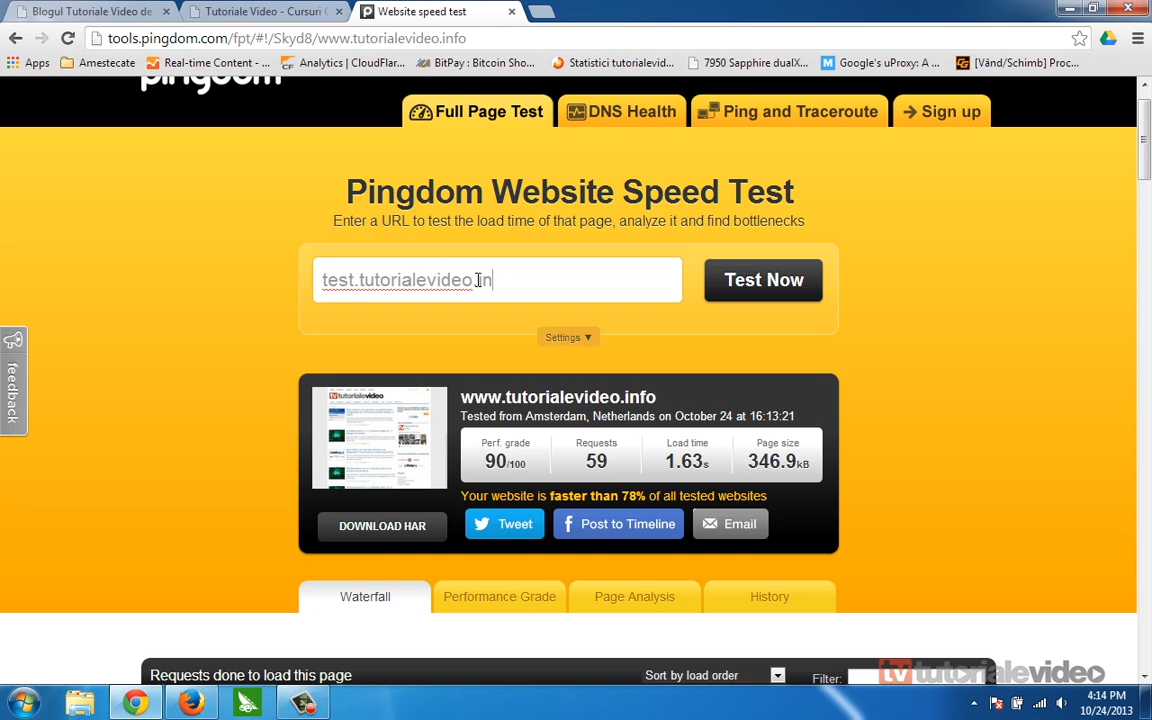 Blogul Tutoriale Video de
Tutoriale Video - Cursuri
Website speed test
tools.pingdom.com/fpt/#!/Skyd8/www.tutorialevideo.info
Apps
Amestecate
Real-time Content - ...
Analytics | CloudFlar...
BitPay : Bitcoin Sho...
Statistici tutorialevid...
7950 Sapphire dualX...
Google's uProxy: A ...
[Vând/Schimb] Proc...
pingdom
Full Page Test
DNS Health
Ping and Traceroute
Sign up
Pingdom Website Speed Test
Enter a URL to test the load time of that page, analyze it and find bottlenecks
test.tutorialevideo.in
Test Now
Settings ▼
feedback
www.tutorialevideo.info
Tested from Amsterdam, Netherlands on October 24 at 16:13:21
Perf. grade
Requests
Load time
Page size
90/100
59
1.63s
346.9kB
Your website is faster than 78% of all tested websites
DOWNLOAD HAR
Tweet
Post to Timeline
Email
Waterfall
Performance Grade
Page Analysis
History
Requests done to load this page
Sort by load order
Filter:
tv tutorialevideo
4:14 PM
10/24/2013